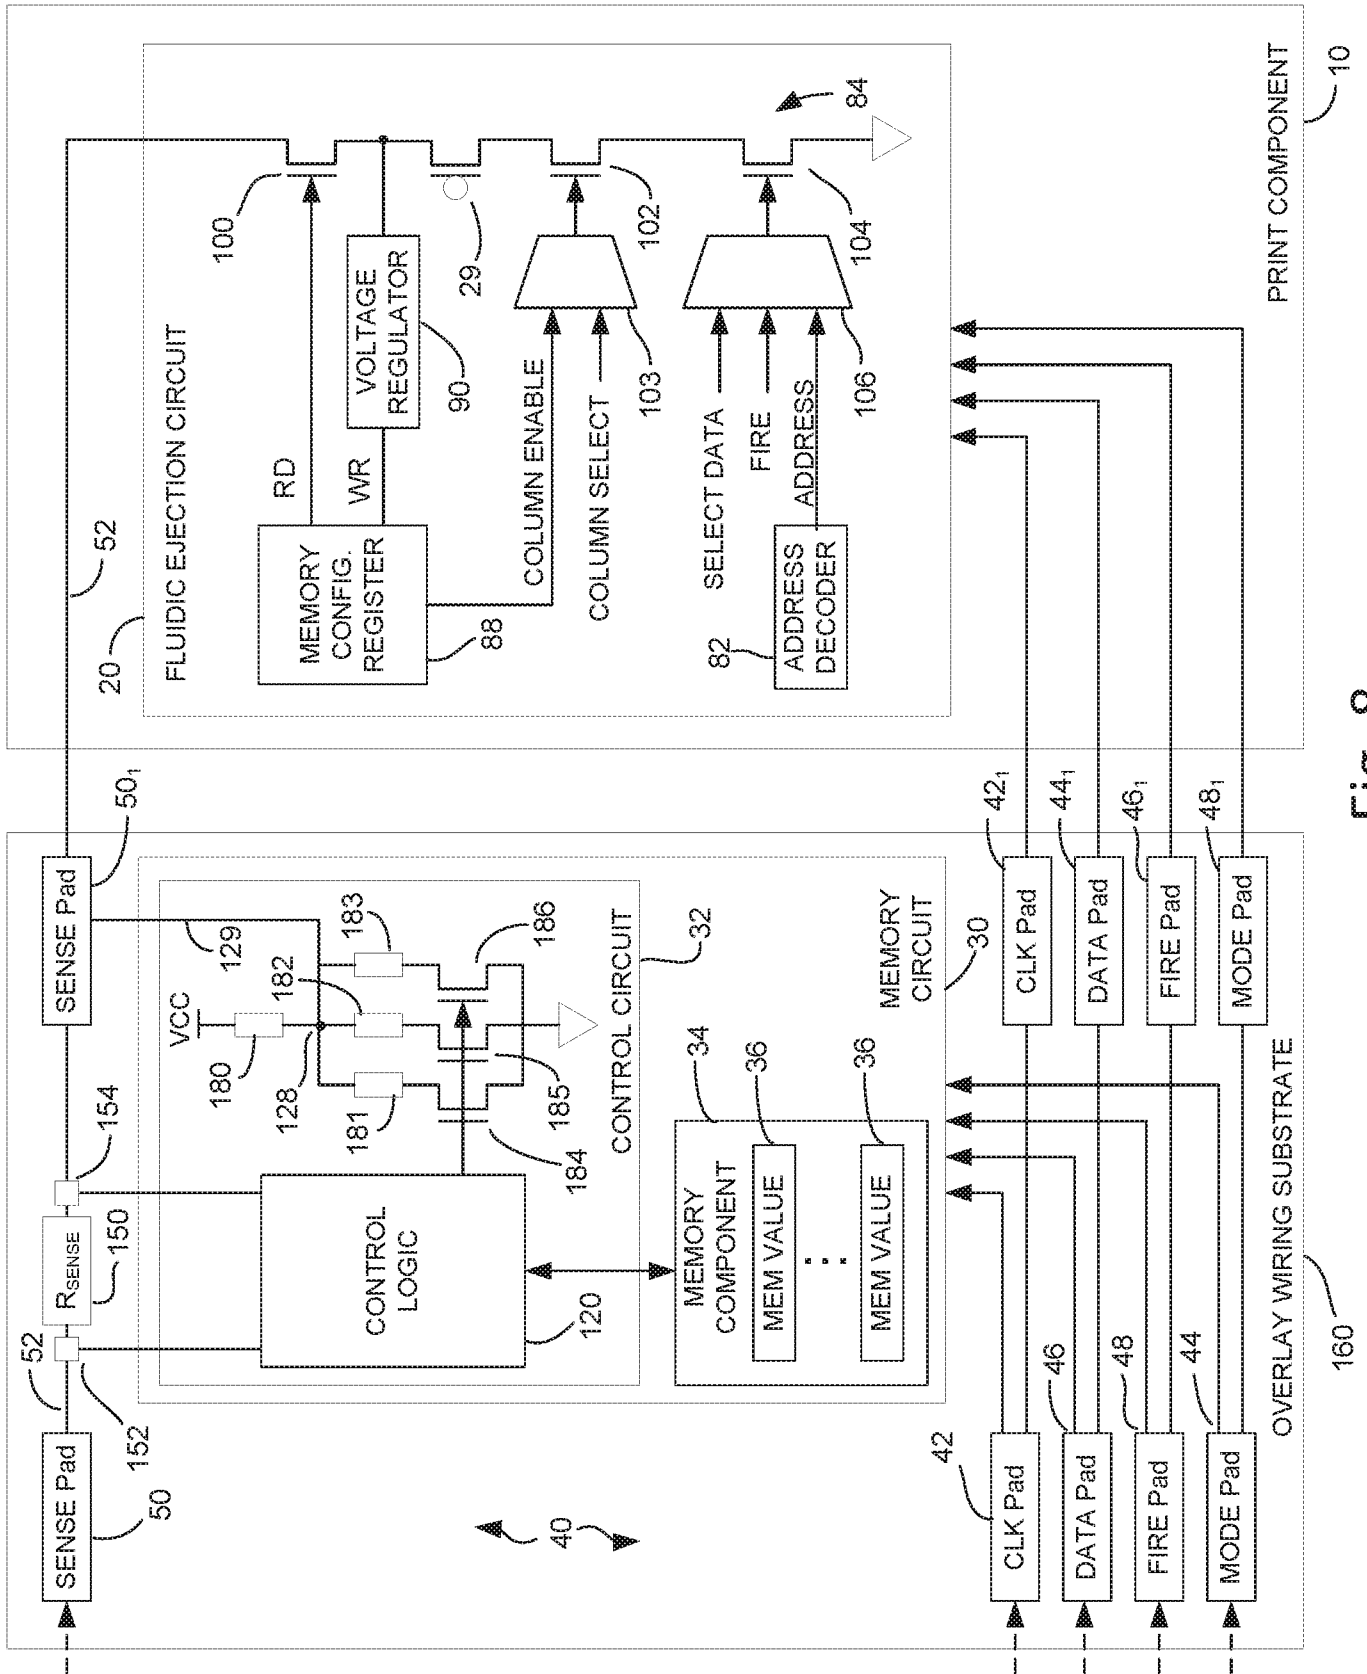 52
20
FLUIDIC EJECTION CIRCUIT
MEMORY
CONFIG.
REGISTER
88
RD
WR
VOLTAGE
REGULATOR
90
100
29
COLUMN ENABLE
COLUMN SELECT
103
102
SELECT DATA
FIRE
ADDRESS
82
ADDRESS
DECODER
106
104
84
PRINT COMPONENT
10
SENSE Pad
50
52
152
RSENSE
150
154
SENSE Pad
501
129
VCC
180
128
181
182
183
184
185
186
CONTROL
LOGIC
120
CONTROL CIRCUIT
32
MEMORY
COMPONENT
34
MEM VALUE
36
MEM VALUE
36
MEMORY
CIRCUIT
30
40
42
CLK Pad
46
DATA Pad
48
FIRE Pad
44
MODE Pad
CLK Pad
421
DATA Pad
441
FIRE Pad
461
MODE Pad
481
OVERLAY WIRING SUBSTRATE
160